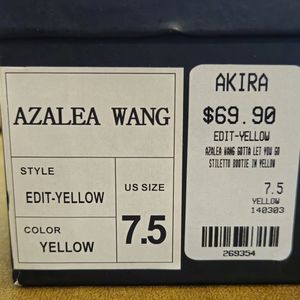 AZALEA WANG
STYLE
EDIT-YELLOW
COLOR
YELLOW
US SIZE
7.5
AKIRA
$69.90
EDIT-YELLOW
AZALEA WANG GOTTA LET YOU GO
STILETTO BOOTIE IN YELLOW
7.5
YELLOW
140303
269354